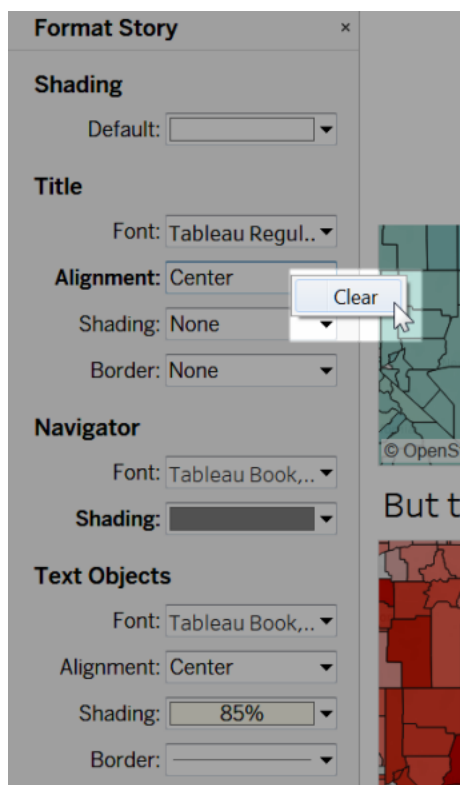 Format Story ×
Shading
Default:
Title
Font: Tableau Regul..
Alignment: Center
Clear
Shading: None
Border: None
Navigator
Font: Tableau Book,..
Shading:
© OpenS
But t
Text Objects
Font: Tableau Book,..
Alignment: Center
Shading: 85%
Border: